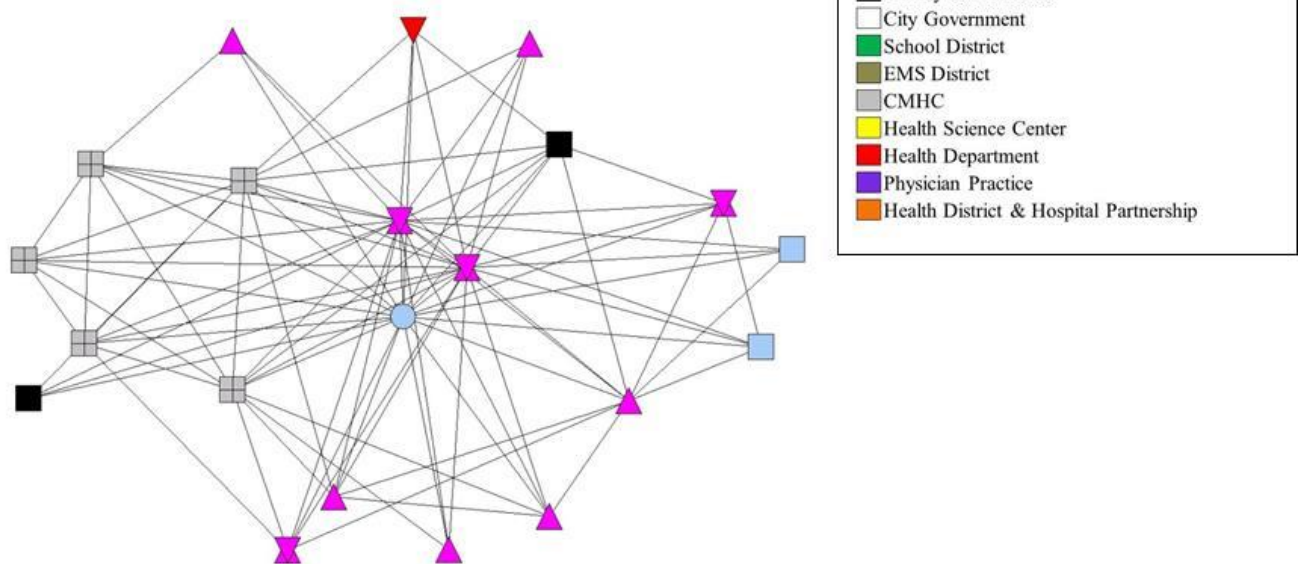 City Government
School District
EMS District
CMHC
Health Science Center
Health Department
Physician Practice
Health District & Hospital Partnership